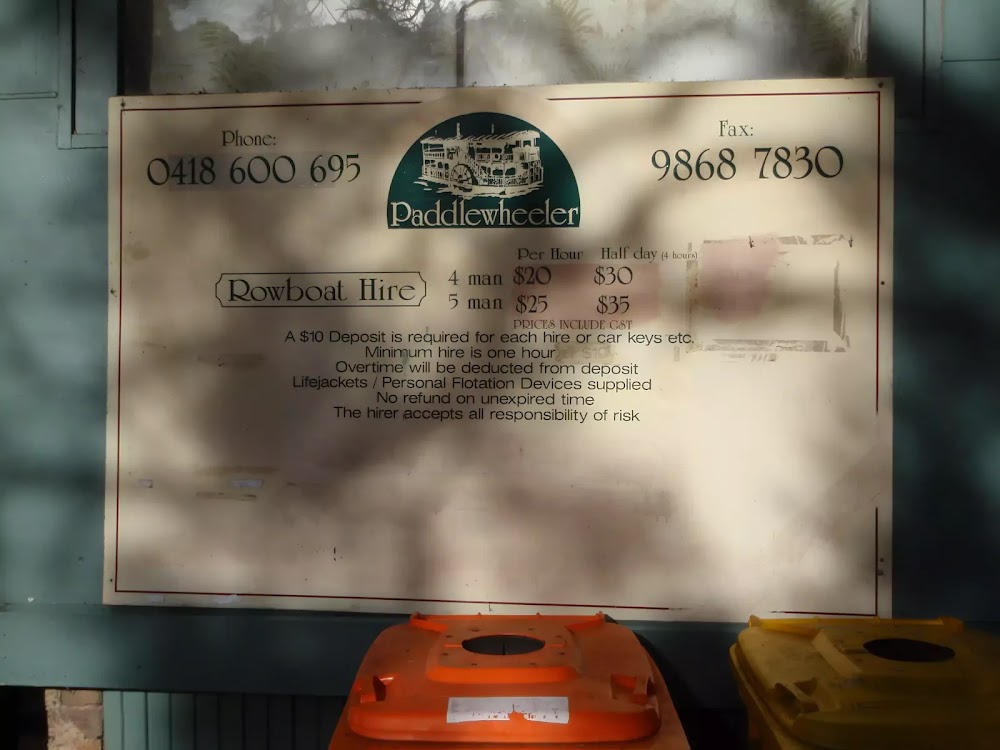 Phone:
0418 600 695
Paddlewheeler
Fax:
9868 7830
Per Hour Half day (4 hours)
Rowboat Hire
4 man $20 $30
5 man $25 $35
PRICES INCLUDE GST
A $10 Deposit is required for each hire or car keys etc.
Minimum hire is one hour
Overtime will be deducted from deposit
Lifejackets / Personal Flotation Devices supplied
No refund on unexpired time
The hirer accepts all responsibility of risk